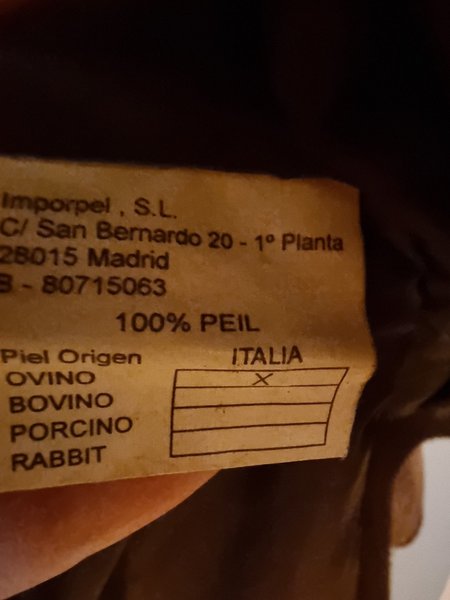 Imporpel , S.L.
C/ San Bernardo 20 - 1º Planta
28015 Madrid
B - 80715063
100% PEIL
Piel Origen ITALIA
OVINO X
BOVINO
PORCINO
RABBIT